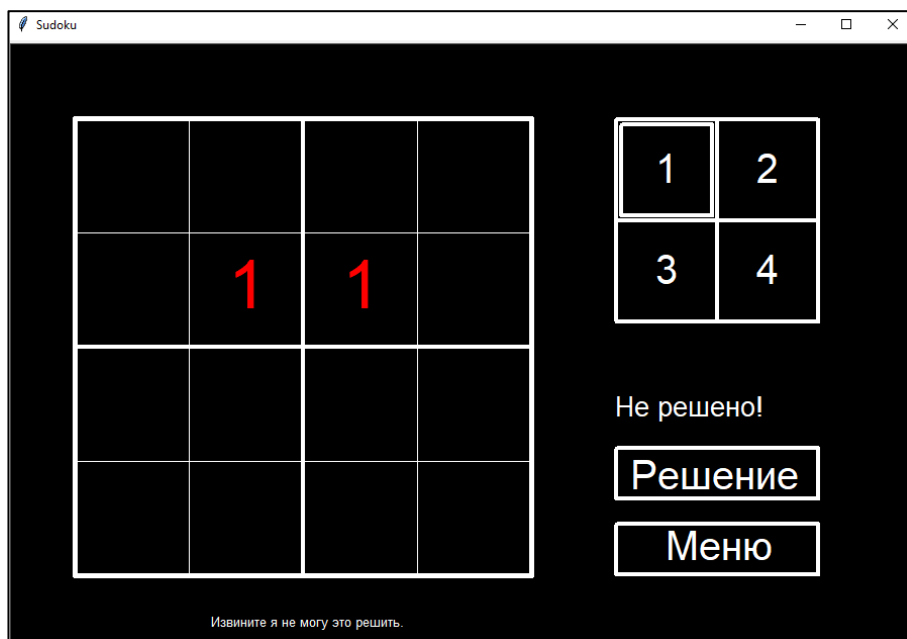 Sudoku
1 2
1 1
3 4
Не решено!
Решение
Меню
Извините я не могу это решить.